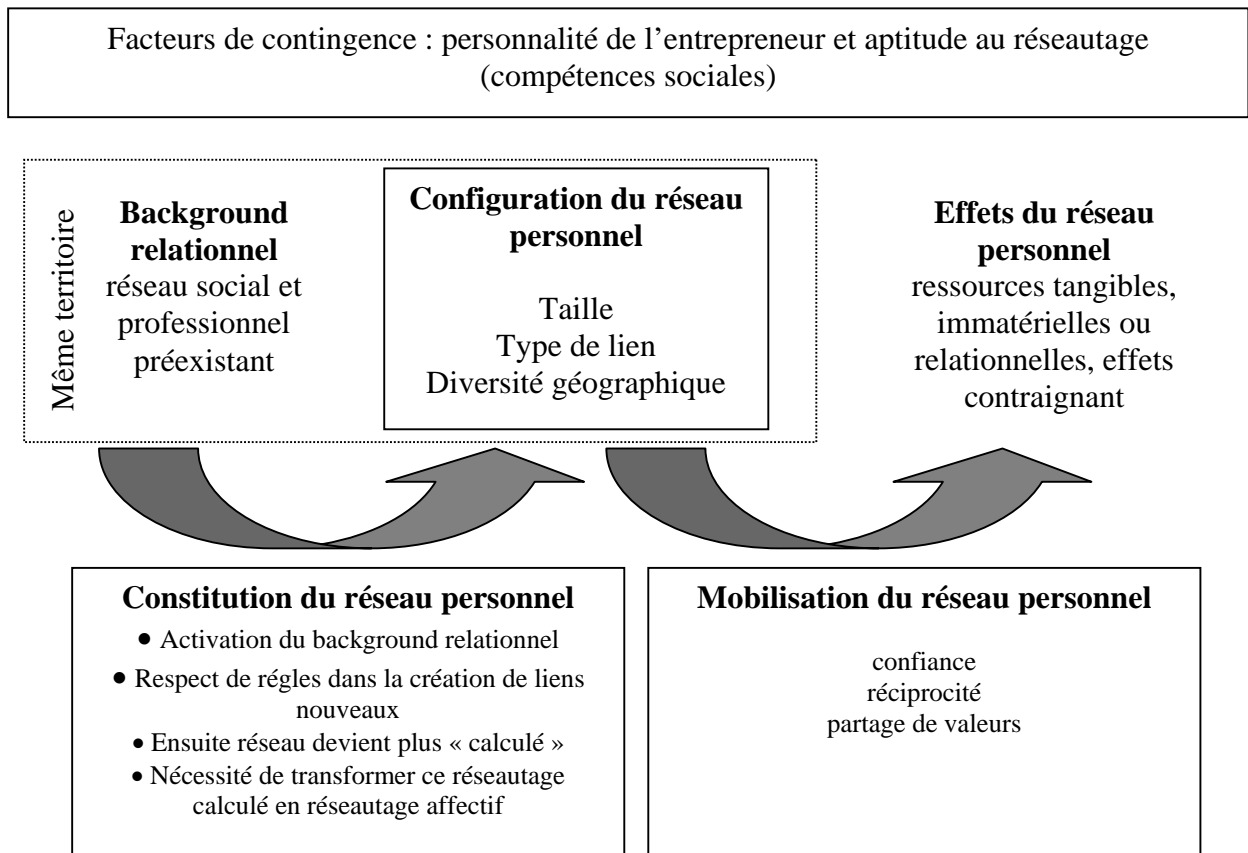 Facteurs de contingence : personnalité de l’entrepreneur et aptitude au réseautage
(compétences sociales)
Même territoire
Background
relationnel
réseau social et
professionnel
préexistant
Configuration du réseau
personnel
Taille
Type de lien
Diversité géographique
Effets du réseau
personnel
ressources tangibles,
immatérielles ou
relationnelles, effets
contraignant
Constitution du réseau personnel
• Activation du background relationnel
• Respect de régles dans la création de liens
nouveaux
• Ensuite réseau devient plus « calculé »
• Nécessité de transformer ce réseautage
calculé en réseautage affectif
Mobilisation du réseau personnel
confiance
réciprocité
partage de valeurs